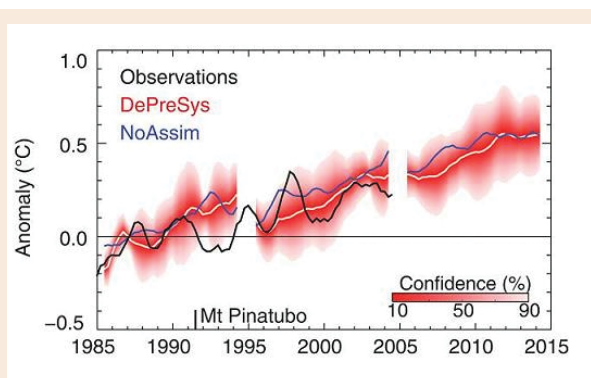 1.0
Observations
DePreSys
NoAssim
0.5
Anomaly (°C)
0.0
Confidence (%)
10 50 90
Mt Pinatubo
−0.5
1985 1990 1995 2000 2005 2010 2015